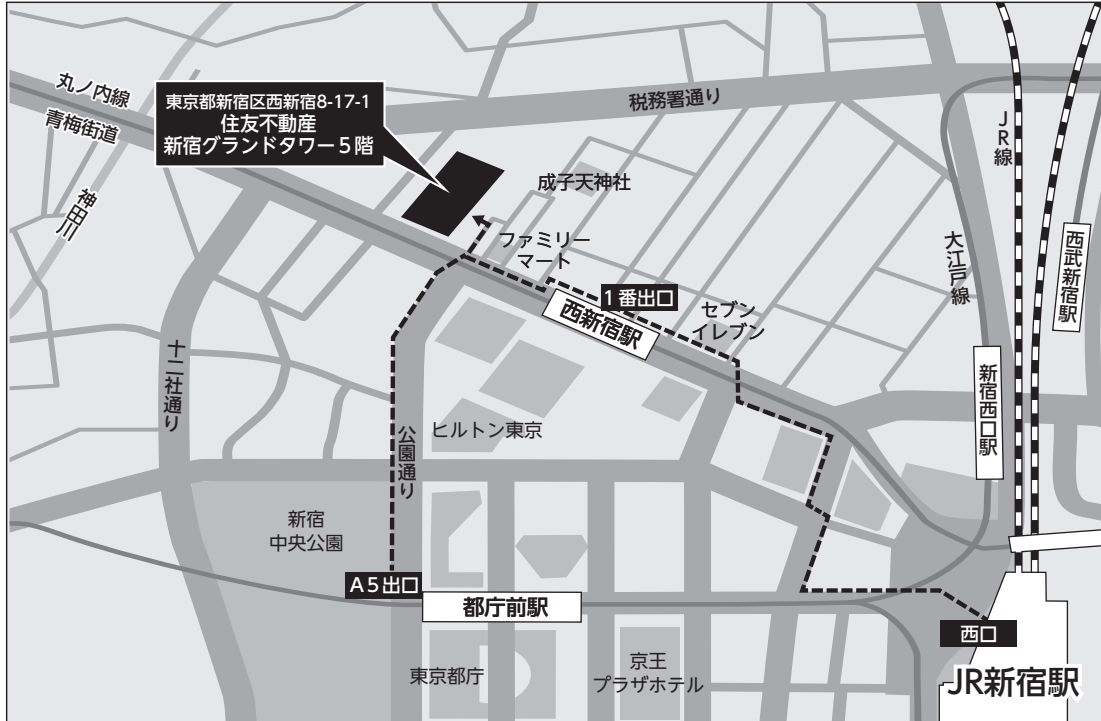 丸ノ内線
青梅街道
神田川
東京都新宿区西新宿8-17-1
住友不動産
新宿グランドタワー5階
税務署通り
JR線
成子天神社
ファミリー
マート
1番出口
西新宿駅
セブン
イレブン
大江戸線
西武新宿駅
新宿西口駅
十二社通り
公園通り
ヒルトン東京
新宿
中央公園
A5出口
都庁前駅
西口
JR新宿駅
東京都庁
京王
プラザホテル